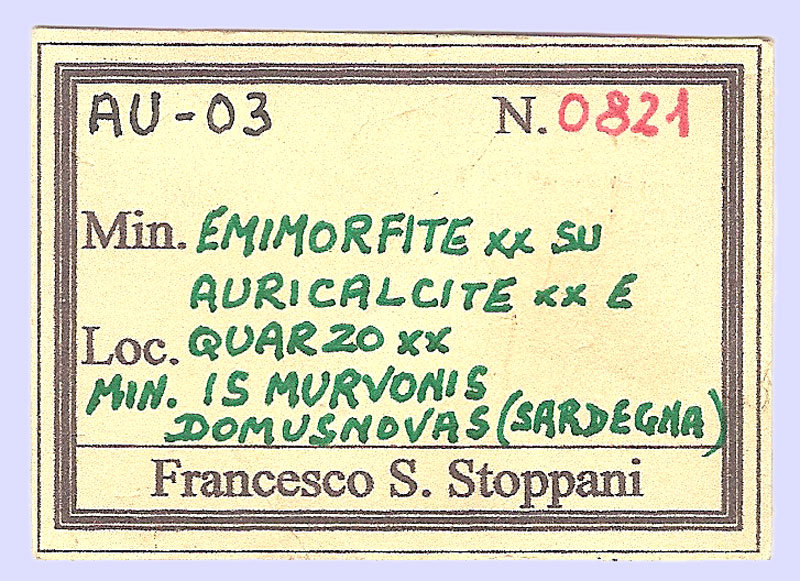 AU-03 N. 0821
Min. EMIMORFITE xx SU
AURICALCITE xx E
Loc. QUARZO xx
MIN. IS MURVONIS
DOMUSNOVAS (SARDEGNA)
Francesco S. Stoppani